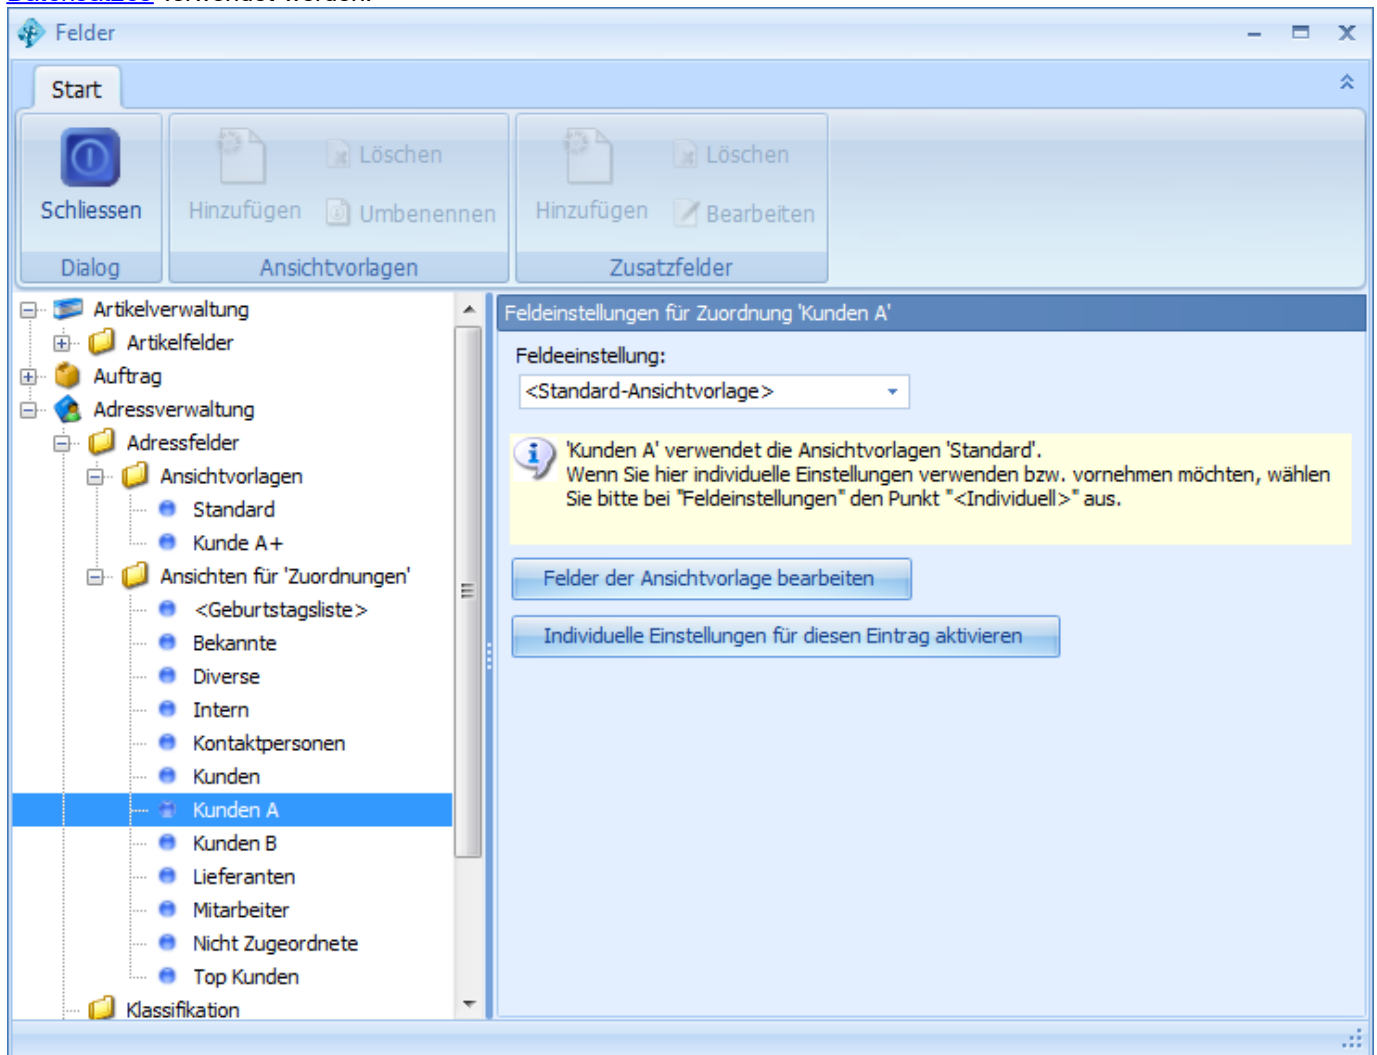 verwendet werden.
Felder
Start
Schliessen
Hinzufügen
Löschen
Umbenennen
Hinzufügen
Löschen
Bearbeiten
Dialog
Ansichtvorlagen
Zusatzfelder
Artikelverwaltung
Artikelfelder
Auftrag
Adressverwaltung
Adressfelder
Ansichtvorlagen
Standard
Kunde A+
Ansichten für 'Zuordnungen'
<Geburtstagsliste>
Bekannte
Diverse
Intern
Kontaktpersonen
Kunden
Kunden A
Kunden B
Lieferanten
Mitarbeiter
Nicht Zugeordnete
Top Kunden
Klassifikation
Feldeinstellungen für Zuordnung 'Kunden A'
Feldeeinstellung:
<Standard-Ansichtvorlage>
'Kunden A' verwendet die Ansichtvorlagen 'Standard'.
Wenn Sie hier individuelle Einstellungen verwenden bzw. vornehmen möchten, wählen
Sie bitte bei "Feldeinstellungen" den Punkt "<Individuell>" aus.
Felder der Ansichtvorlage bearbeiten
Individuelle Einstellungen für diesen Eintrag aktivieren